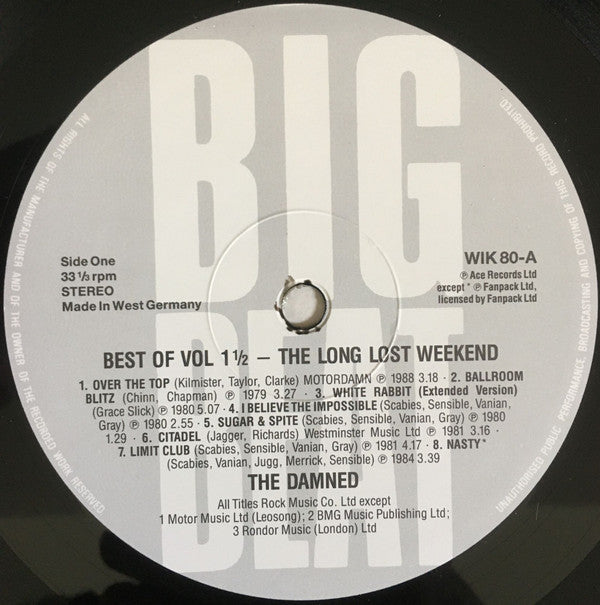 BIG
BEAT
ALL RIGHTS OF THE MANUFACTURER AND OF THE OWNER OF THE RECORDED WORK RESERVED
UNAUTHORISED PUBLIC PERFORMANCE, BROADCASTING AND COPYING OF THIS RECORD PROHIBITED
Side One
33 1/3 rpm
STEREO
Made In West Germany
WIK 80-A
℗ Ace Records Ltd
except * ℗ Fanpack Ltd,
licensed by Fanpack Ltd
BEST OF VOL 1 1/2 – THE LONG LOST WEEKEND
1. OVER THE TOP (Kilmister, Taylor, Clarke) MOTORDAMN ℗ 1988 3.18 · 2. BALLROOM
BLITZ (Chinn, Chapman) ℗ 1979 3.27 · 3. WHITE RABBIT (Extended Version)
(Grace Slick) ℗ 1980 5.07 · 4. I BELIEVE THE IMPOSSIBLE (Scabies, Sensible, Vanian,
Gray) ℗ 1980 2.55 · 5. SUGAR & SPITE (Scabies, Sensible, Vanian, Gray) ℗ 1980
1.29 · 6. CITADEL (Jagger, Richards) Westminster Music Ltd ℗ 1981 3.16 ·
7. LIMIT CLUB (Scabies, Sensible, Vanian, Gray) ℗ 1981 4.17 · 8. NASTY*
(Scabies, Vanian, Jugg, Merrick, Sensible) ℗ 1984 3.39
THE DAMNED
All Titles Rock Music Co. Ltd except
1 Motor Music Ltd (Leosong); 2 BMG Music Publishing Ltd;
3 Rondor Music (London) Ltd